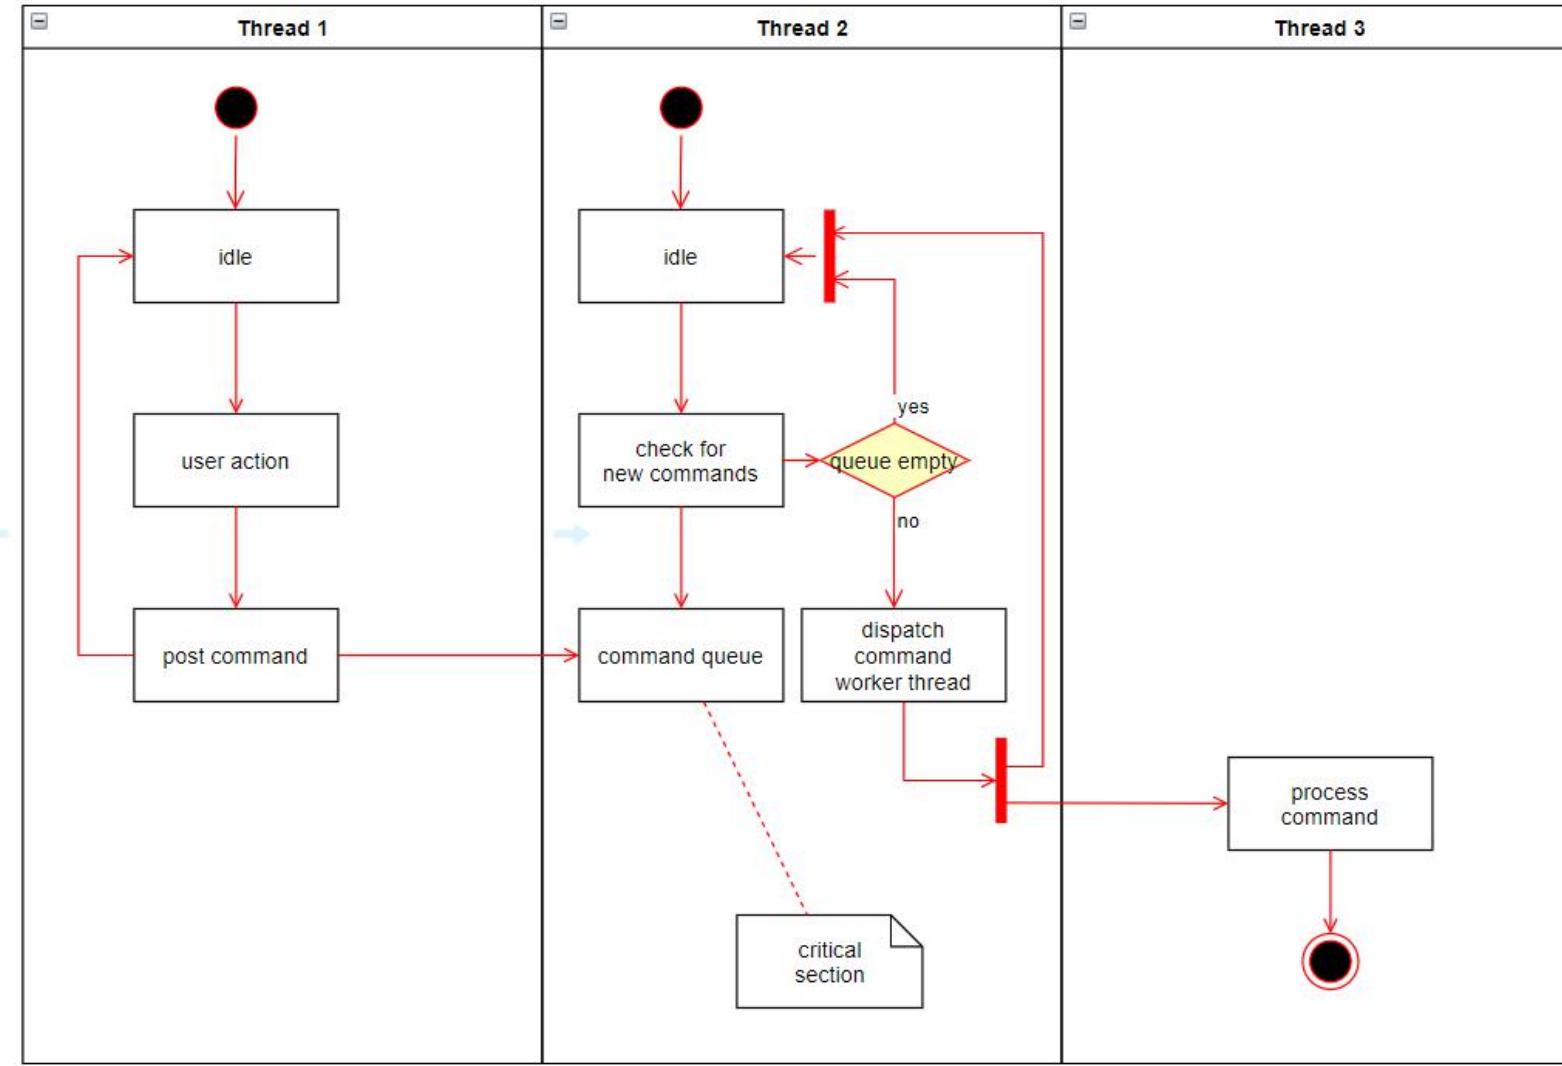 Thread 1
Thread 2
Thread 3
idle
idle
yes
user action
check for
new commands
queue empty
no
post command
command queue
dispatch
command
worker thread
process
command
critical
section